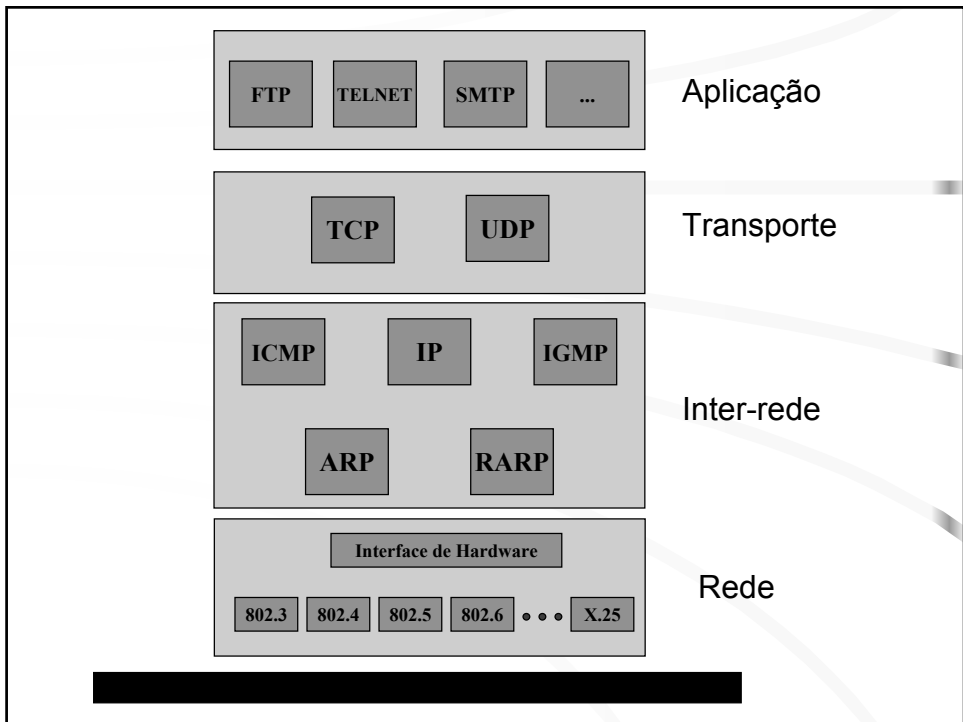 FTP TELNET SMTP ... Aplicação
TCP UDP Transporte
ICMP IP IGMP
Inter-rede
ARP RARP
Interface de Hardware
Rede
802.3 802.4 802.5 802.6 X.25